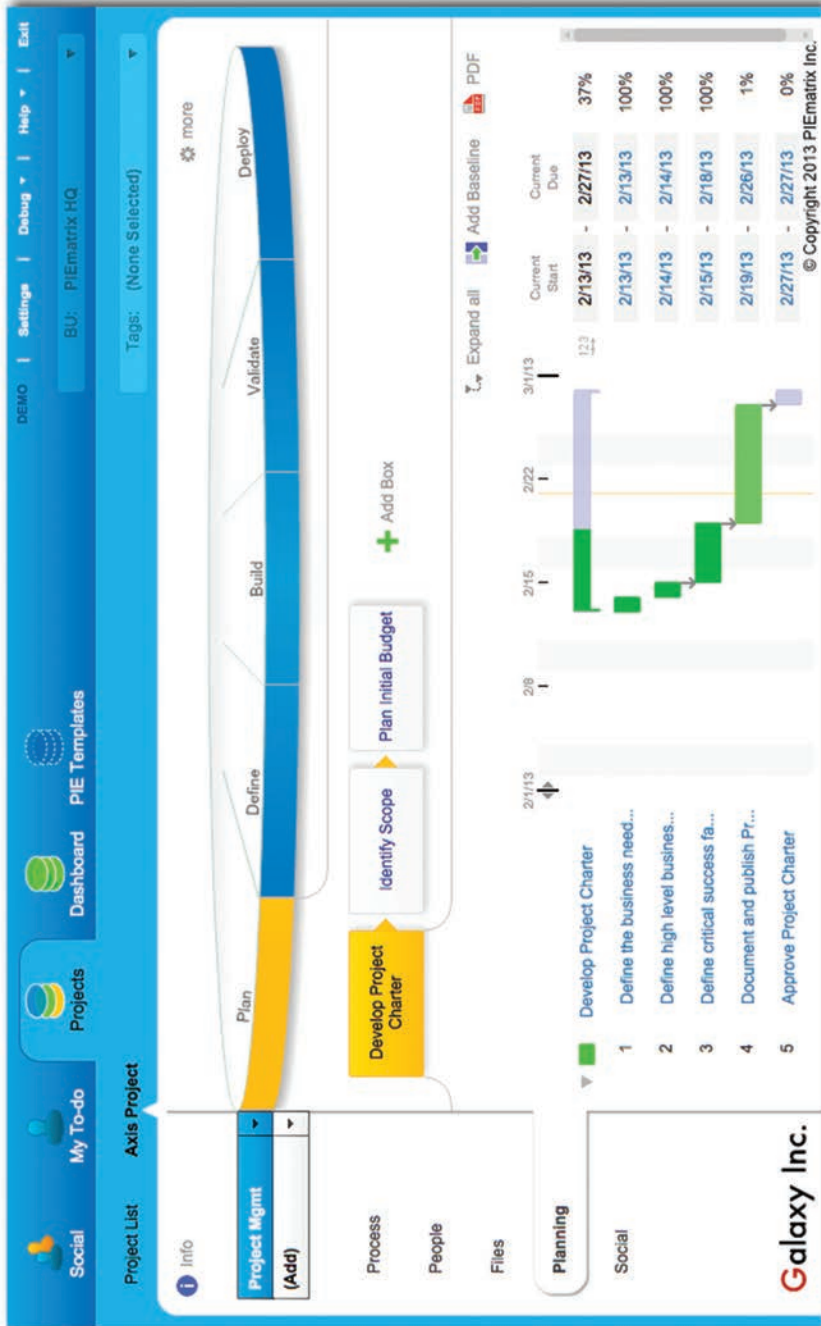 DEMO | Settings | Debug | Help | Exit
Social My To-do Projects Dashboard PIE Templates
BU: PIEmatrix HQ
Project List Axis Project
Tags: (None Selected)
Info
more
Project Mgmt
(Add)
Plan Define Build Validate Deploy
Process
People
Files
Planning
Social
Develop Project
Charter
Identify Scope
Plan Initial Budget
Add Box
Expand all Add Baseline PDF
2/1/13 2/8 2/15 2/22 3/1/13
Current
Start
Current
Due
Develop Project Charter 123 2/13/13 - 2/27/13 37%
1 Define the business need... 2/13/13 - 2/13/13 100%
2 Define high level busines... 2/14/13 - 2/14/13 100%
3 Define critical success fa... 2/15/13 - 2/18/13 100%
4 Document and publish Pr... 2/19/13 - 2/26/13 1%
5 Approve Project Charter 2/27/13 - 2/27/13 0%
Galaxy Inc.
© Copyright 2013 PIEmatrix Inc.